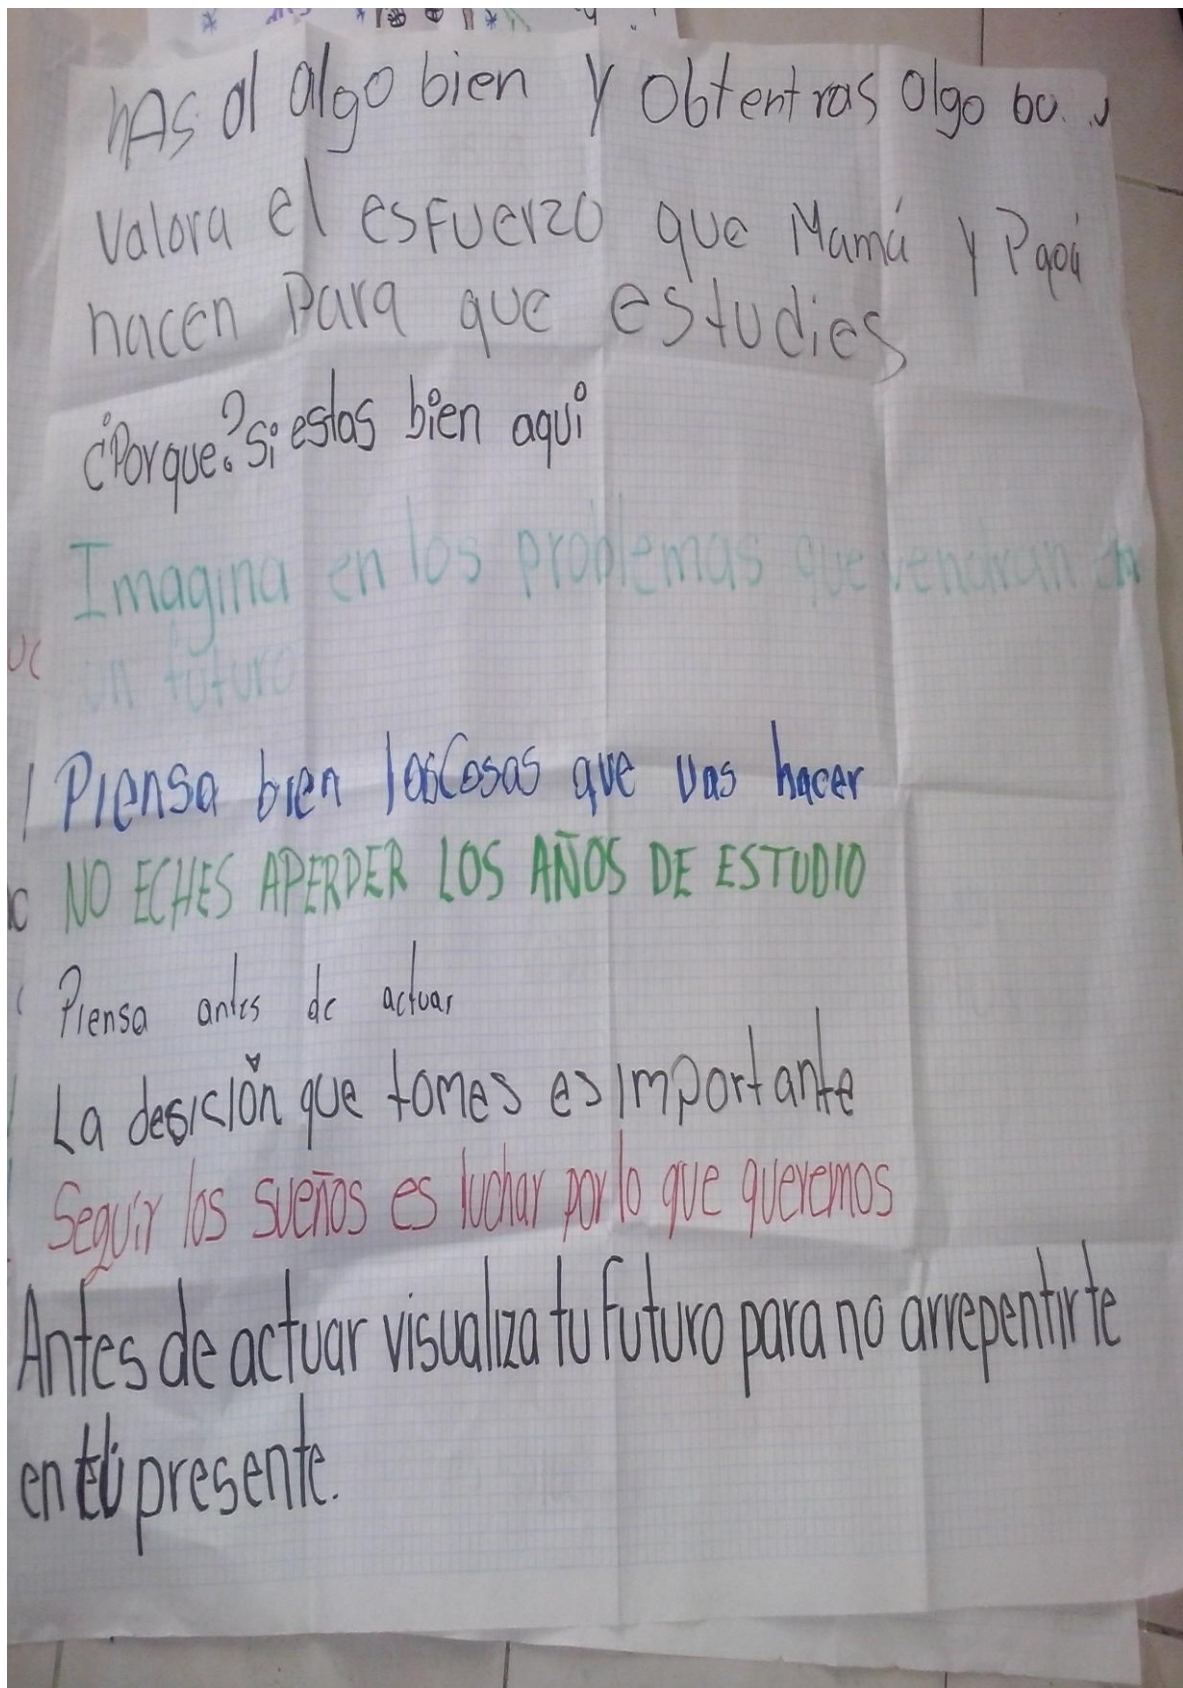 hAs al algo bien y obtentras algo
Valora el esfuerzo que Mamá y Papá
hacen Para que estudies
¿Porque? Si estas bien aqui
Imagina en los problemas que vendran en
un futuro
Piensa bien las Cosas que vas hacer
NO ECHES APERDER LOS AÑOS DE ESTUDIO
Piensa antes de actuar
La desición que tomes es importante
Seguir los sueños es luchar por lo que queremos
Antes de actuar visualiza tu futuro para no arrepentirte
en tu presente.